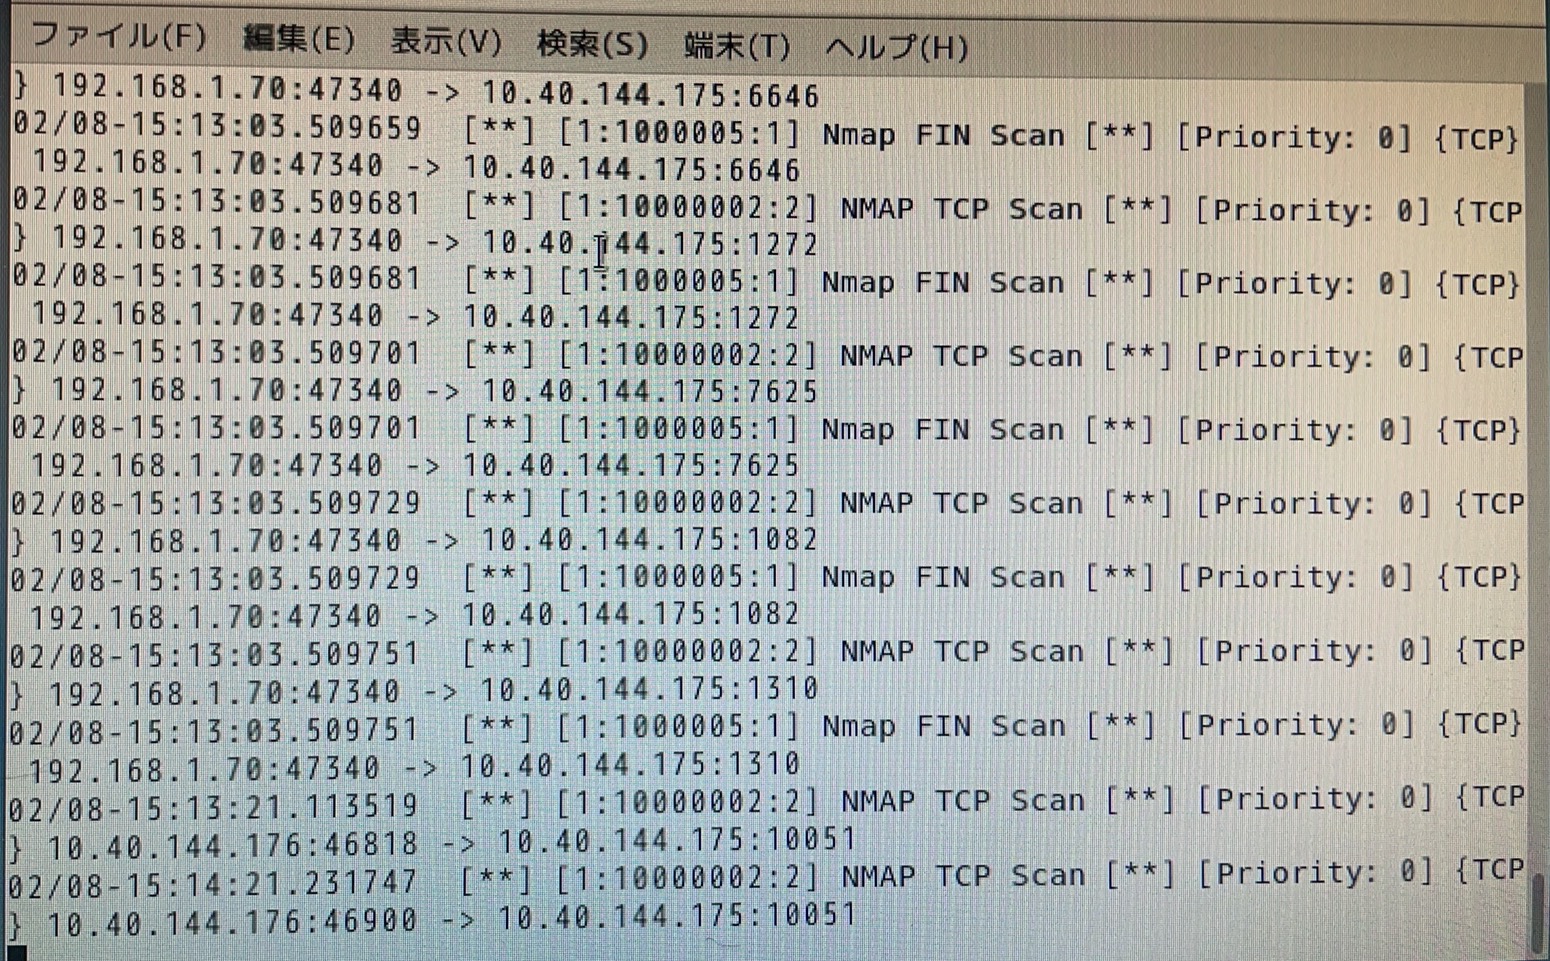 ファイル(F) 編集(E) 表示(V) 検索(S) 端末(T) ヘルプ(H)
} 192.168.1.70:47340 -> 10.40.144.175:6646
02/08-15:13:03.509659  [**] [1:1000005:1] Nmap FIN Scan [**] [Priority: 0] {TCP}
 192.168.1.70:47340 -> 10.40.144.175:6646
02/08-15:13:03.509681  [**] [1:10000002:2] NMAP TCP Scan [**] [Priority: 0] {TCP
} 192.168.1.70:47340 -> 10.40.144.175:1272
02/08-15:13:03.509681  [**] [1:1000005:1] Nmap FIN Scan [**] [Priority: 0] {TCP}
 192.168.1.70:47340 -> 10.40.144.175:1272
02/08-15:13:03.509701  [**] [1:10000002:2] NMAP TCP Scan [**] [Priority: 0] {TCP
} 192.168.1.70:47340 -> 10.40.144.175:7625
02/08-15:13:03.509701  [**] [1:1000005:1] Nmap FIN Scan [**] [Priority: 0] {TCP}
 192.168.1.70:47340 -> 10.40.144.175:7625
02/08-15:13:03.509729  [**] [1:10000002:2] NMAP TCP Scan [**] [Priority: 0] {TCP
} 192.168.1.70:47340 -> 10.40.144.175:1082
02/08-15:13:03.509729  [**] [1:1000005:1] Nmap FIN Scan [**] [Priority: 0] {TCP}
 192.168.1.70:47340 -> 10.40.144.175:1082
02/08-15:13:03.509751  [**] [1:10000002:2] NMAP TCP Scan [**] [Priority: 0] {TCP
} 192.168.1.70:47340 -> 10.40.144.175:1310
02/08-15:13:03.509751  [**] [1:1000005:1] Nmap FIN Scan [**] [Priority: 0] {TCP}
 192.168.1.70:47340 -> 10.40.144.175:1310
02/08-15:13:21.113519  [**] [1:10000002:2] NMAP TCP Scan [**] [Priority: 0] {TCP
} 10.40.144.176:46818 -> 10.40.144.175:10051
02/08-15:14:21.231747  [**] [1:10000002:2] NMAP TCP Scan [**] [Priority: 0] {TCP
} 10.40.144.176:46900 -> 10.40.144.175:10051